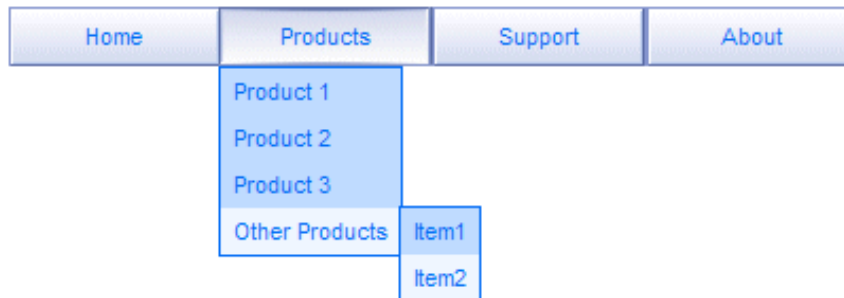 Home Products Support About
Product 1
Product 2
Product 3
Other Products Item1
Item2